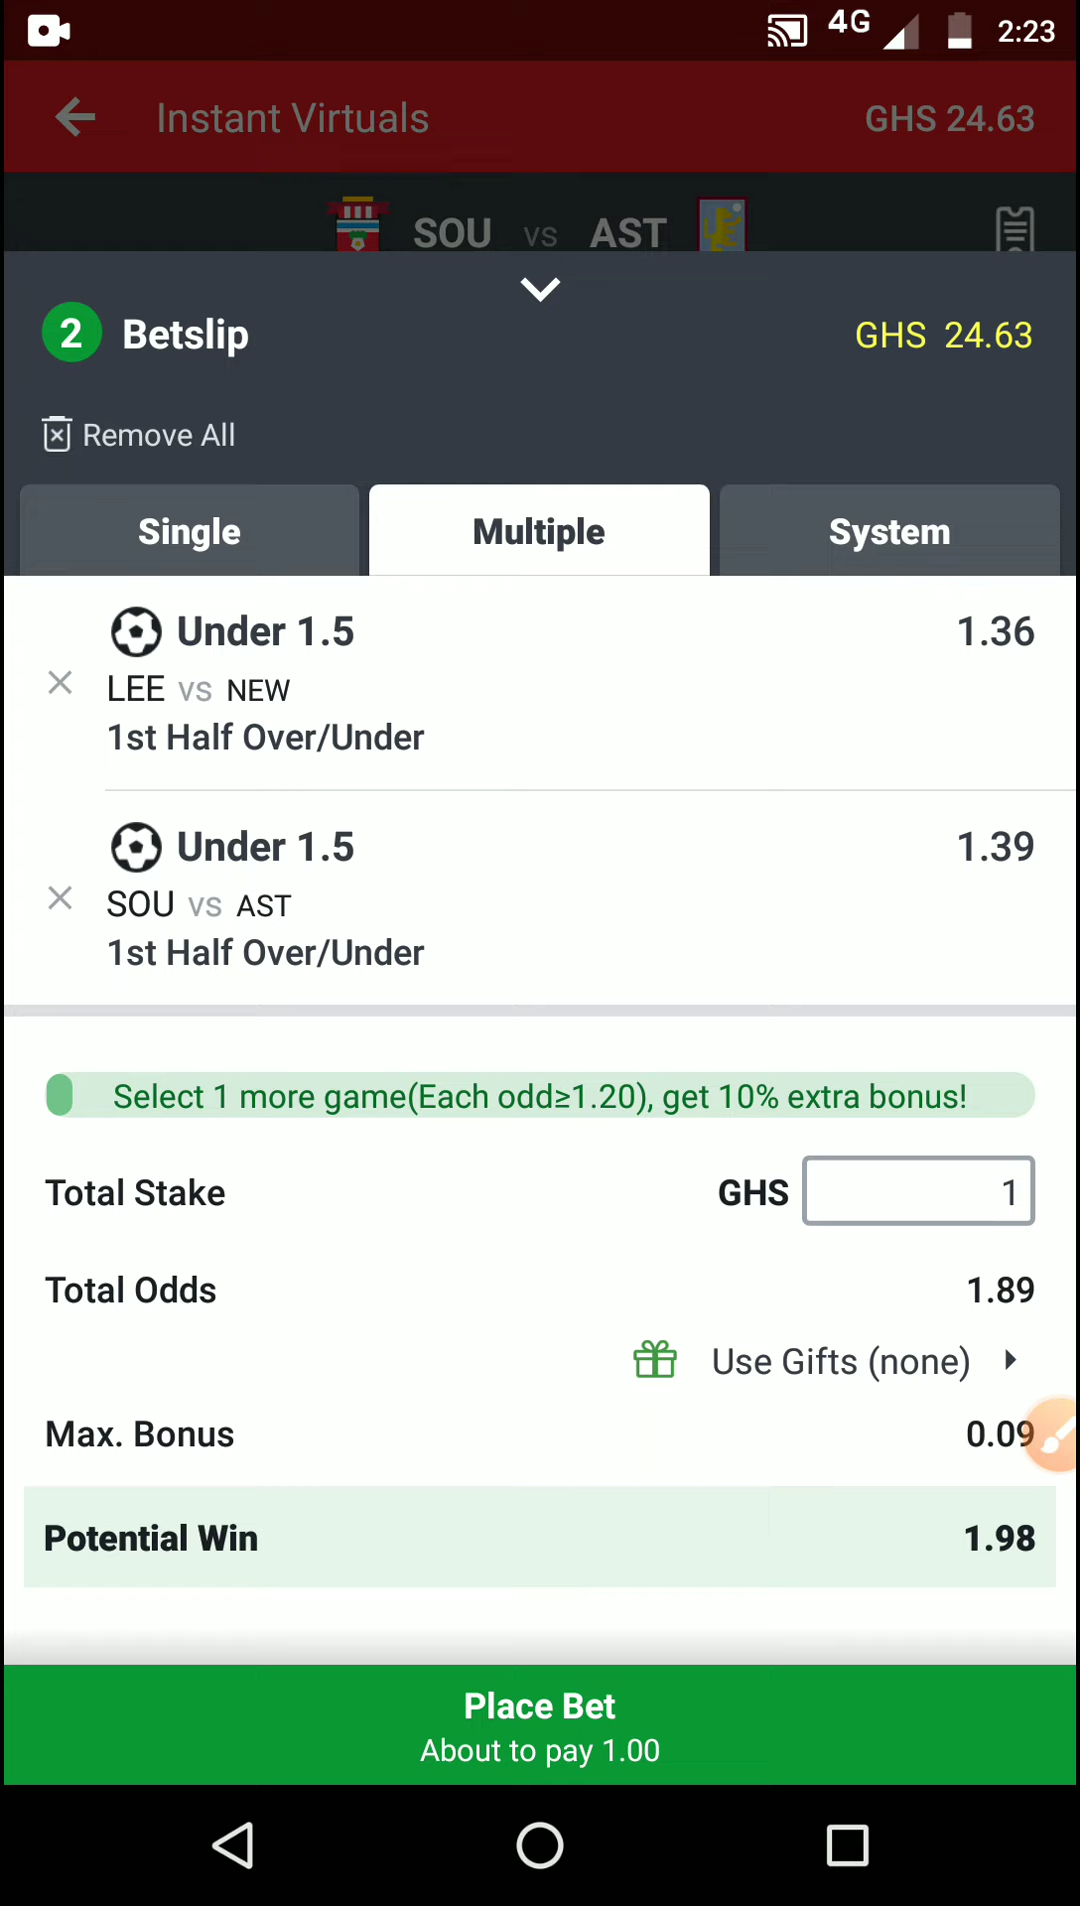 4G 2:23
Instant Virtuals GHS 24.63
SOU vs AST
2 Betslip GHS 24.63
Remove All
Single Multiple System
Under 1.5 1.36
LEE vs NEW
1st Half Over/Under
Under 1.5 1.39
SOU vs AST
1st Half Over/Under
Select 1 more game(Each odd≥1.20), get 10% extra bonus!
Total Stake GHS 1
Total Odds 1.89
Use Gifts (none)
Max. Bonus 0.09
Potential Win 1.98
Place Bet
About to pay 1.00